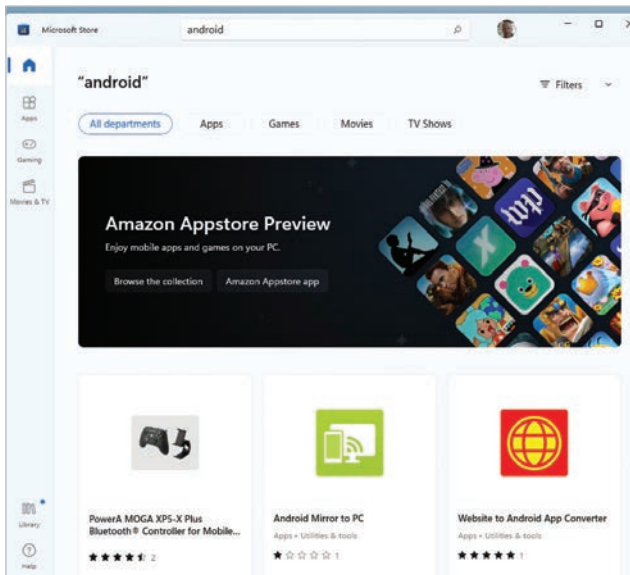 Microsoft Store
android
"android"
Filters
All departments
Apps
Games
Movies
TV Shows
Apps
Gaming
Movies & TV
Amazon Appstore Preview
Enjoy mobile apps and games on your PC.
Browse the collection
Amazon Appstore app
wp
PowerA MOGA XP5-X Plus
Bluetooth® Controller for Mobile...
2
Android Mirror to PC
Apps • Utilities & tools
1
Website to Android App Converter
Apps • Utilities & tools
1
Library
Help